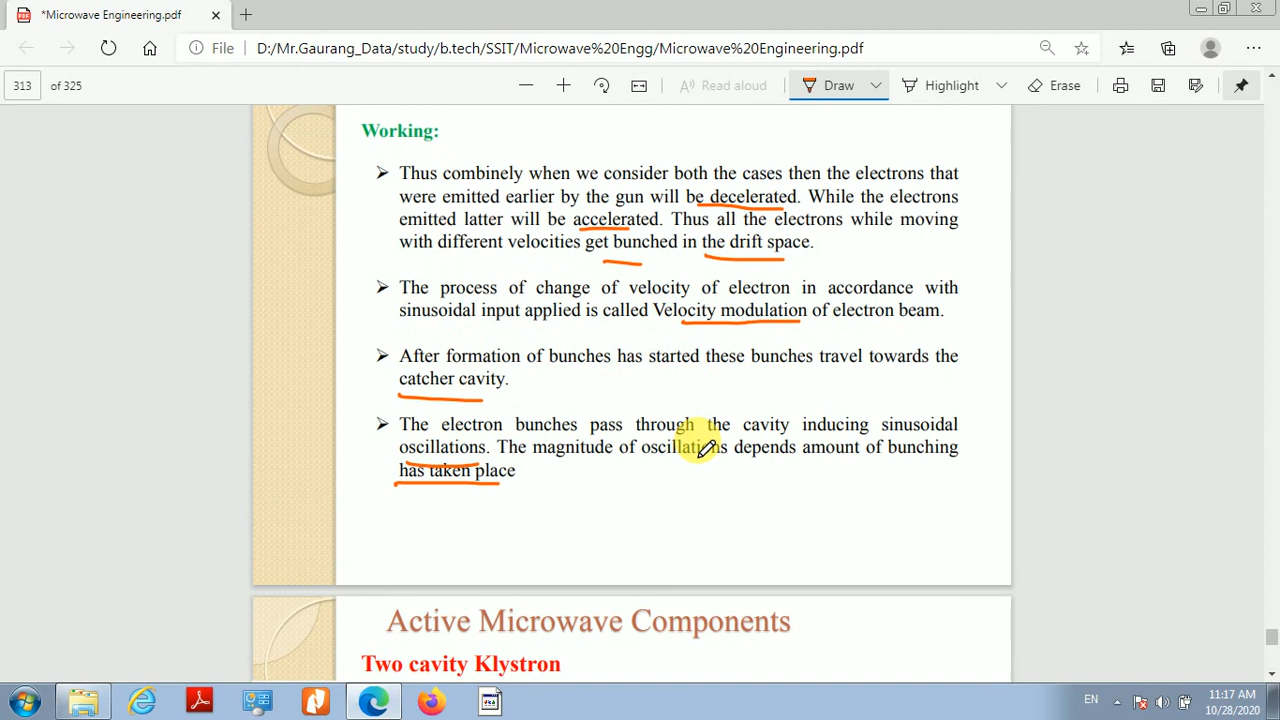 *Microwave Engineering.pdf
File D:/Mr.Gaurang_Data/study/b.tech/SSIT/Microwave%20Engg/Microwave%20Engineering.pdf
313 of 325 Read aloud Draw Highlight Erase
Working:
Thus combinely when we consider both the cases then the electrons that
were emitted earlier by the gun will be decelerated. While the electrons
emitted latter will be accelerated. Thus all the electrons while moving
with different velocities get bunched in the drift space.
The process of change of velocity of electron in accordance with
sinusoidal input applied is called Velocity modulation of electron beam.
After formation of bunches has started these bunches travel towards the
catcher cavity.
The electron bunches pass through the cavity inducing sinusoidal
oscillations. The magnitude of oscillations depends amount of bunching
has taken place
Active Microwave Components
Two cavity Klystron
EN
11:17 AM
10/28/2020